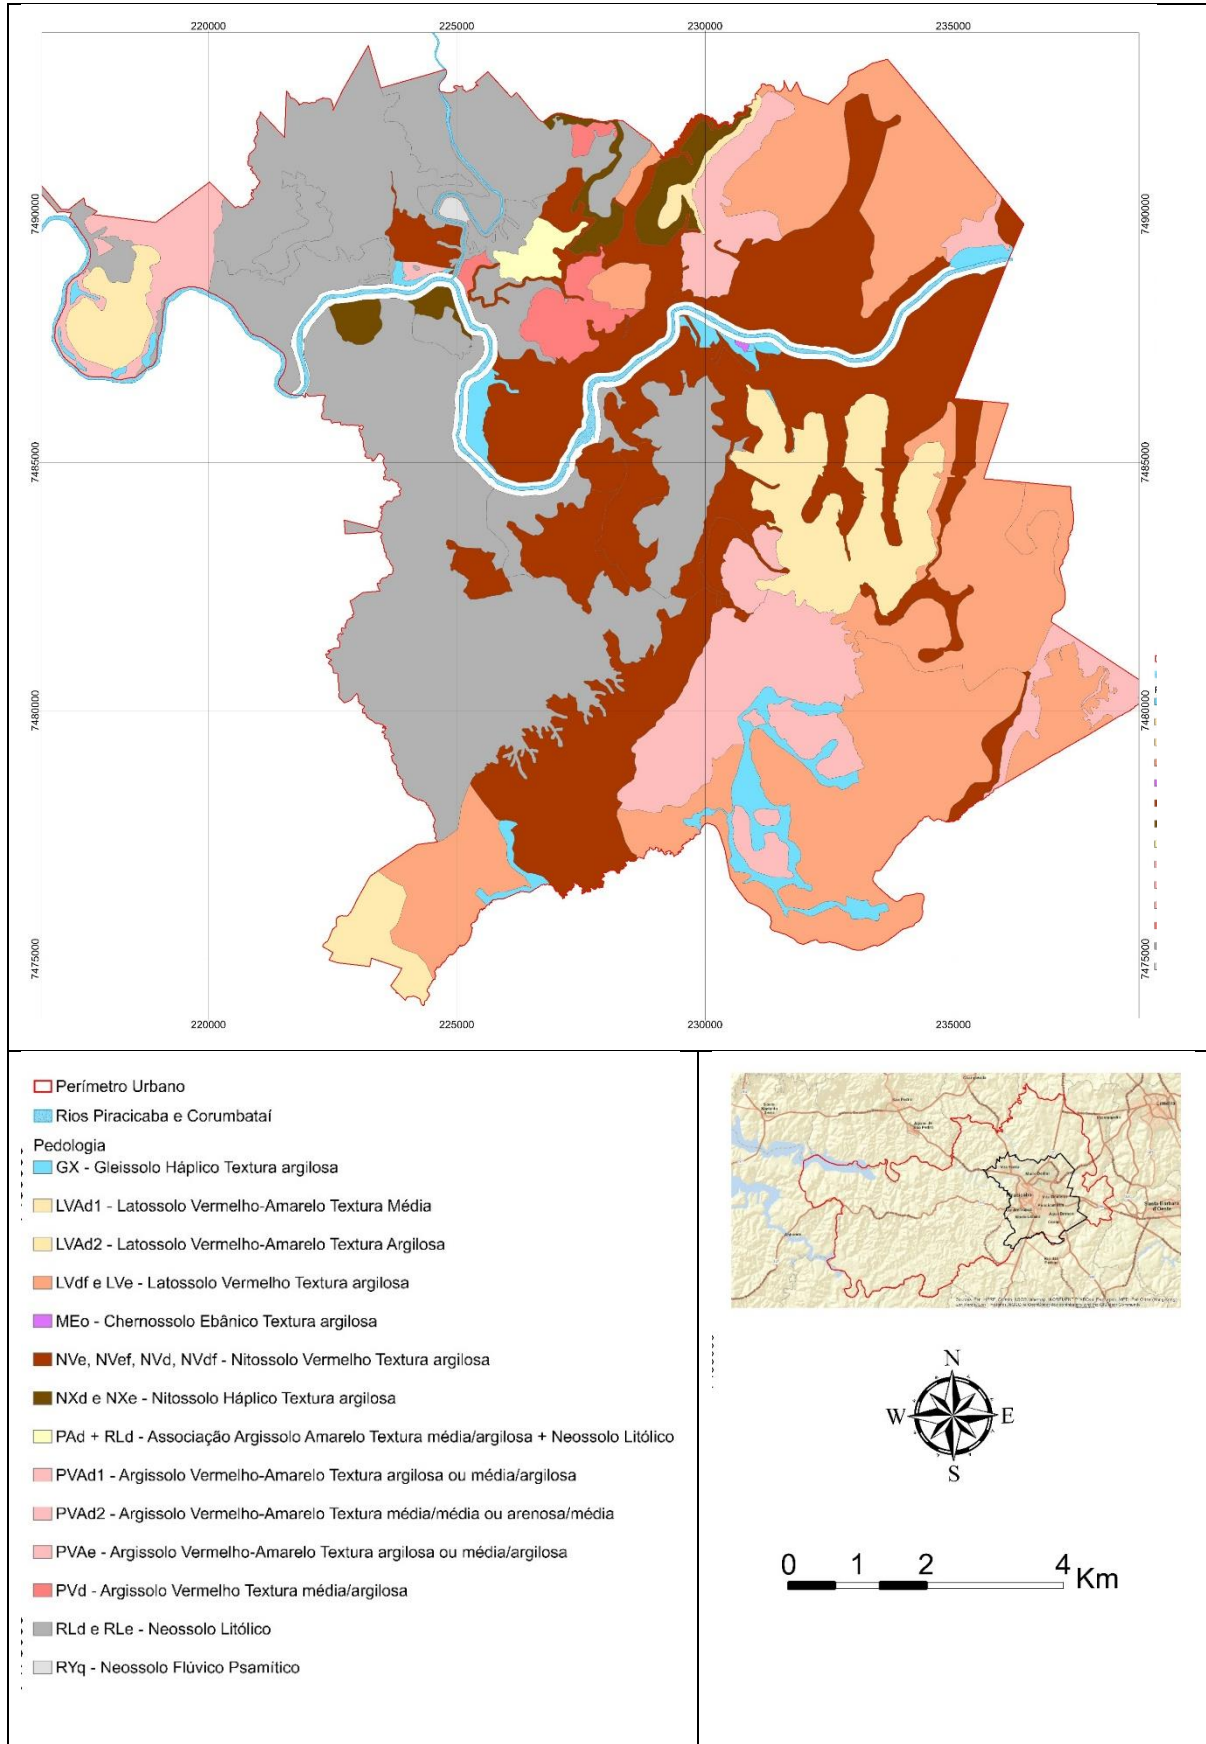 220000
225000
230000
235000
7490000
7490000
7485000
7485000
7480000
7480000
7475000
7475000
220000
225000
230000
235000
Perímetro Urbano
Rios Piracicaba e Corumbataí
Pedologia
GX - Gleissolo Háplico Textura argilosa
LVAd1 - Latossolo Vermelho-Amarelo Textura Média
LVAd2 - Latossolo Vermelho-Amarelo Textura Argilosa
LVdf e LVe - Latossolo Vermelho Textura argilosa
MEo - Chernossolo Ebânico Textura argilosa
NVe, NVef, NVd, NVdf - Nitossolo Vermelho Textura argilosa
NXd e NXe - Nitossolo Háplico Textura argilosa
PAd + RLd - Associação Argissolo Amarelo Textura média/argilosa + Neossolo Litólico
PVAd1 - Argissolo Vermelho-Amarelo Textura argilosa ou média/argilosa
PVAd2 - Argissolo Vermelho-Amarelo Textura média/média ou arenosa/média
PVAe - Argissolo Vermelho-Amarelo Textura argilosa ou média/argilosa
PVd - Argissolo Vermelho Textura média/argilosa
RLd e RLe - Neossolo Litólico
RYq - Neossolo Flúvico Psamítico
N
W E
S
0 1 2 4 Km